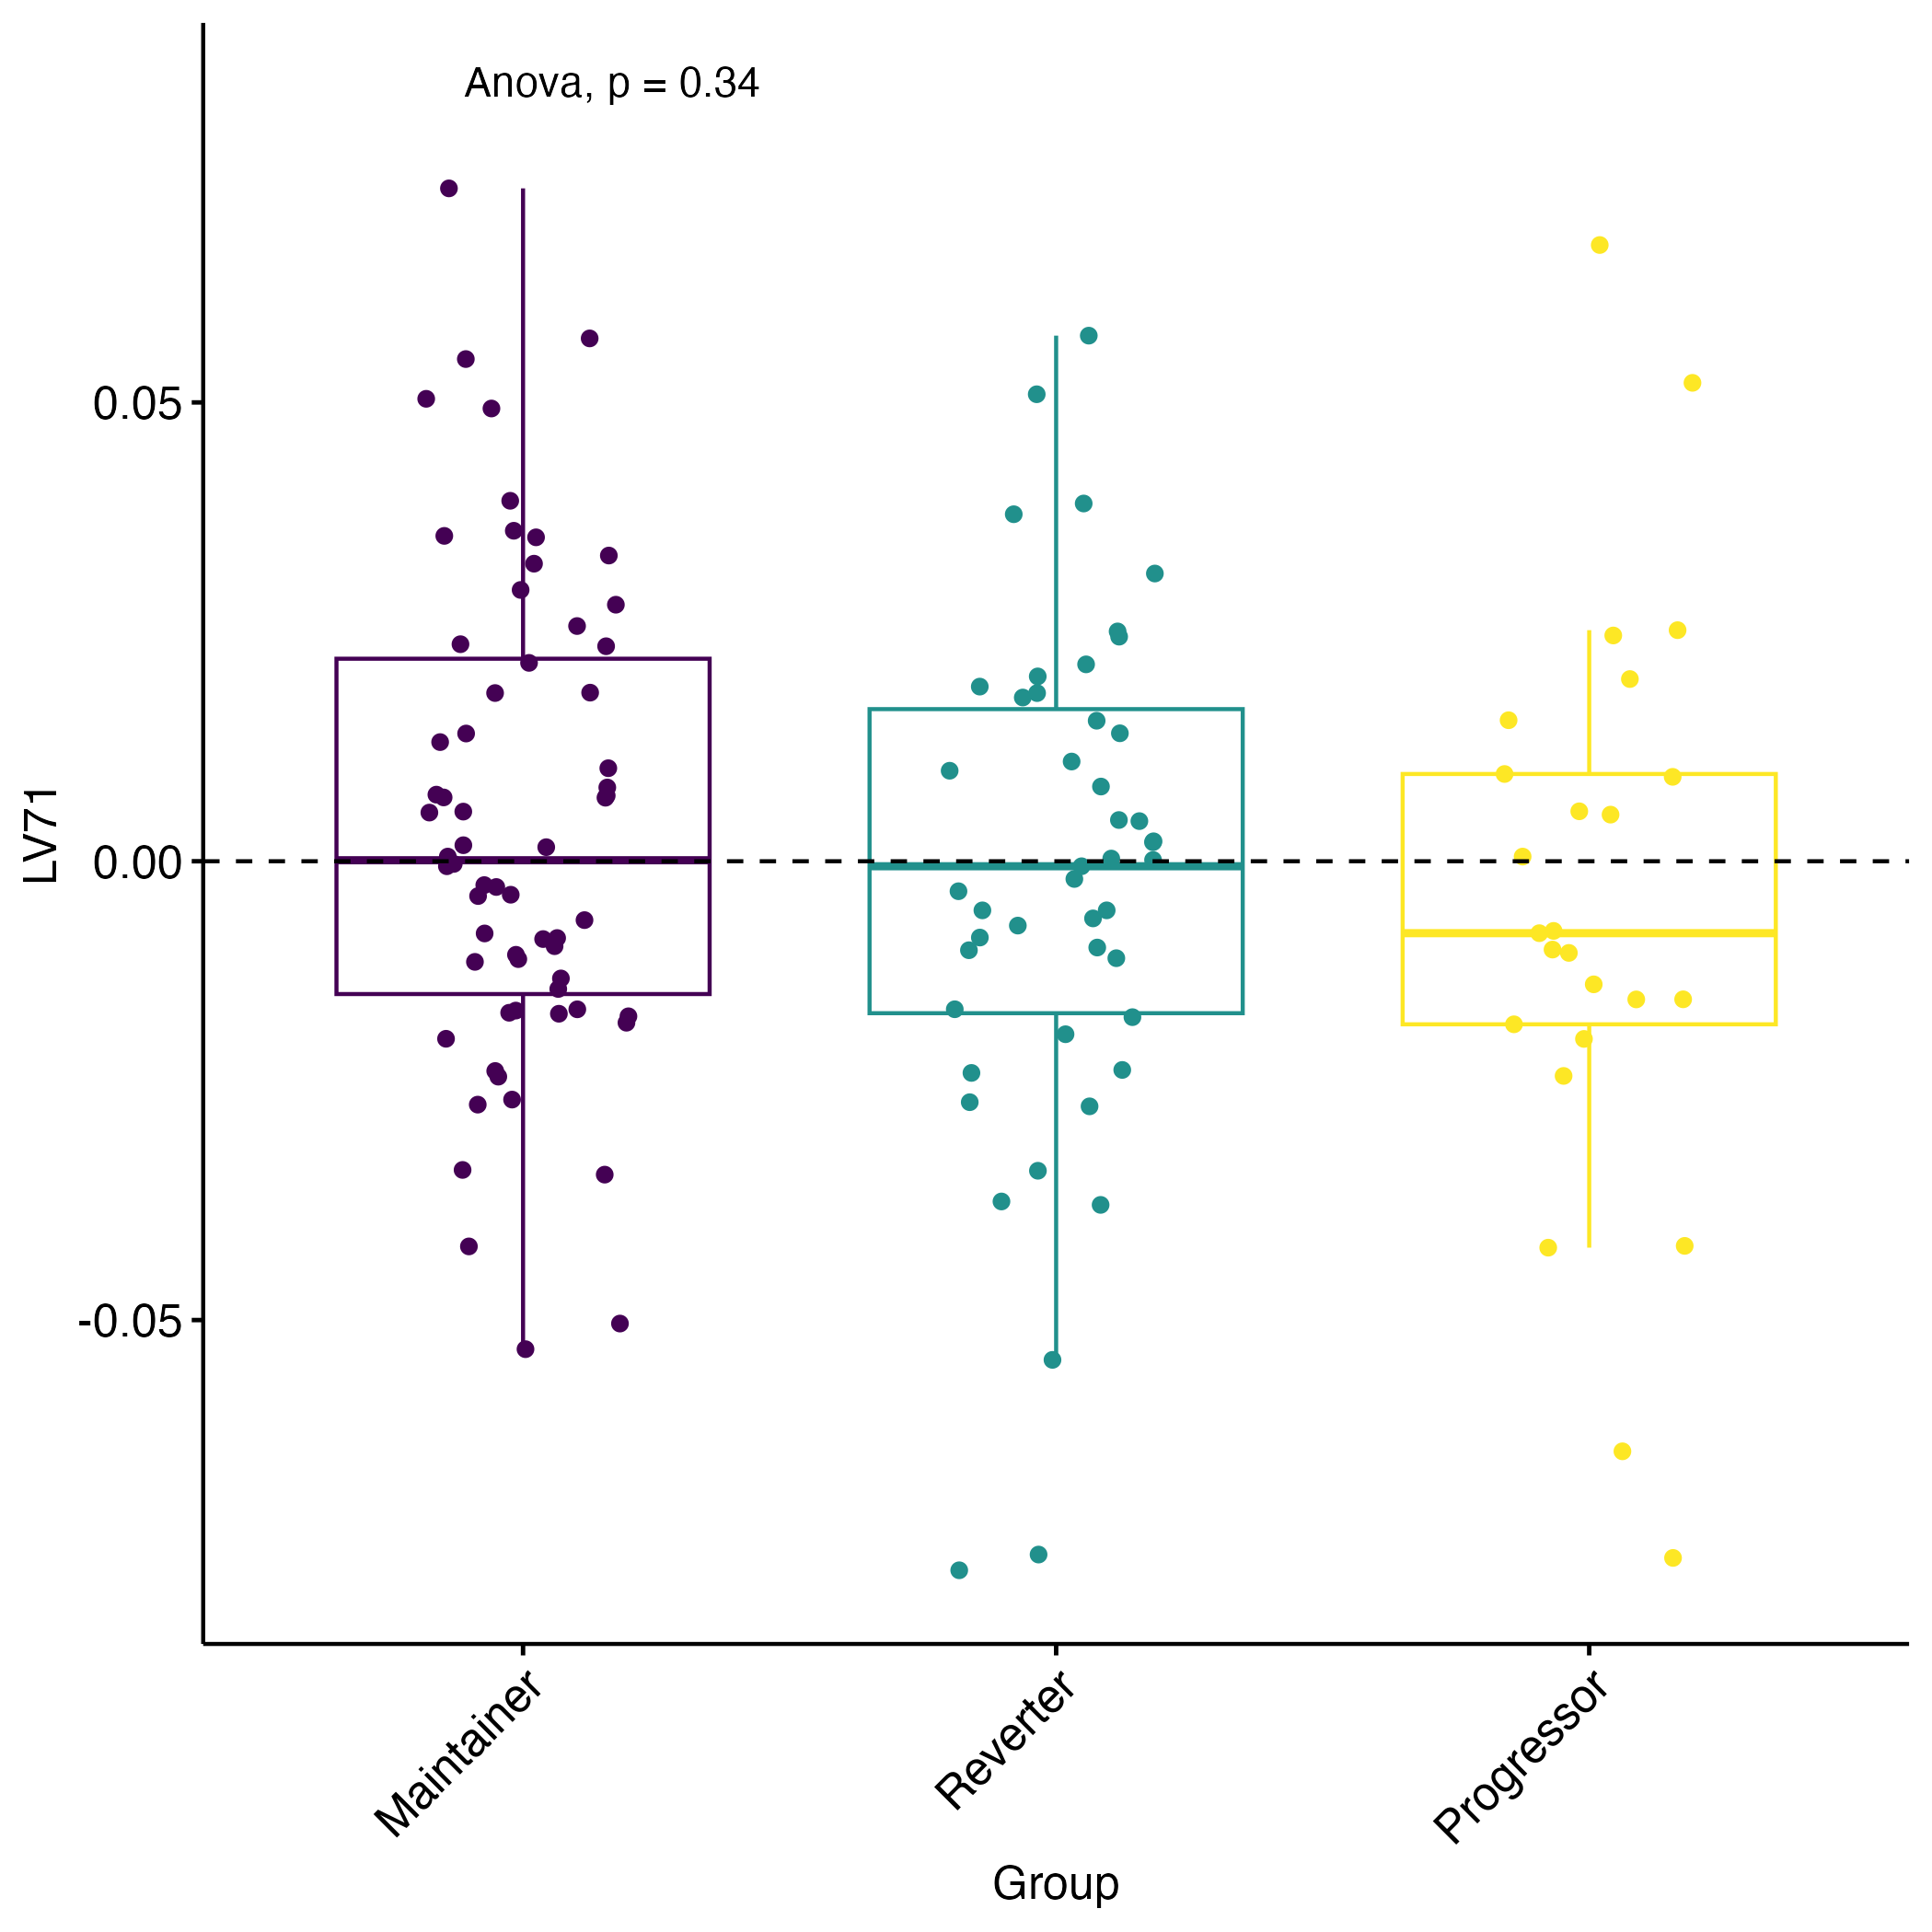 Anova, p = 0.34
LV71
0.05
0.00
-0.05
Maintainer
Reverter
Progressor
Group